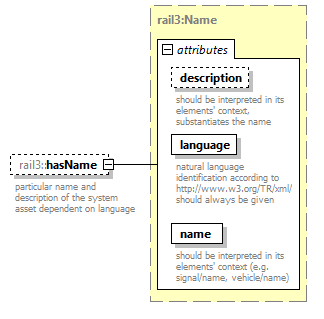 rail3:Name
attributes
description
should be interpreted in its
elements' context,
substantiates the name
language
natural language
identification according to
http://www.w3.org/TR/xml/
should always be given
name
should be interpreted in its
elements' context (e.g.
signal/name, vehicle/name)
rail3::hasName
particular name and
description of the system
asset dependent on language